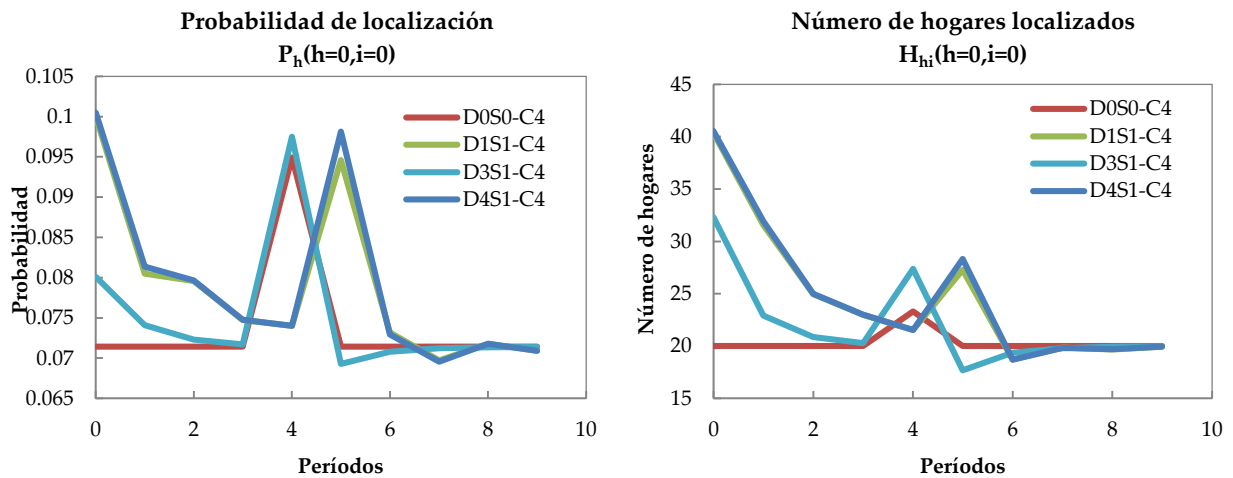 Probabilidad de localización
Pₕ(h=0,i=0)
0.105
0.1
0.095
0.09
0.085
0.08
0.075
0.07
0.065
Probabilidad
D0S0-C4
D1S1-C4
D3S1-C4
D4S1-C4
0 2 4 6 8 10
Períodos
Número de hogares localizados
Hₕᵢ(h=0,i=0)
45
40
35
30
25
20
15
Número de hogares
D0S0-C4
D1S1-C4
D3S1-C4
D4S1-C4
0 2 4 6 8 10
Períodos